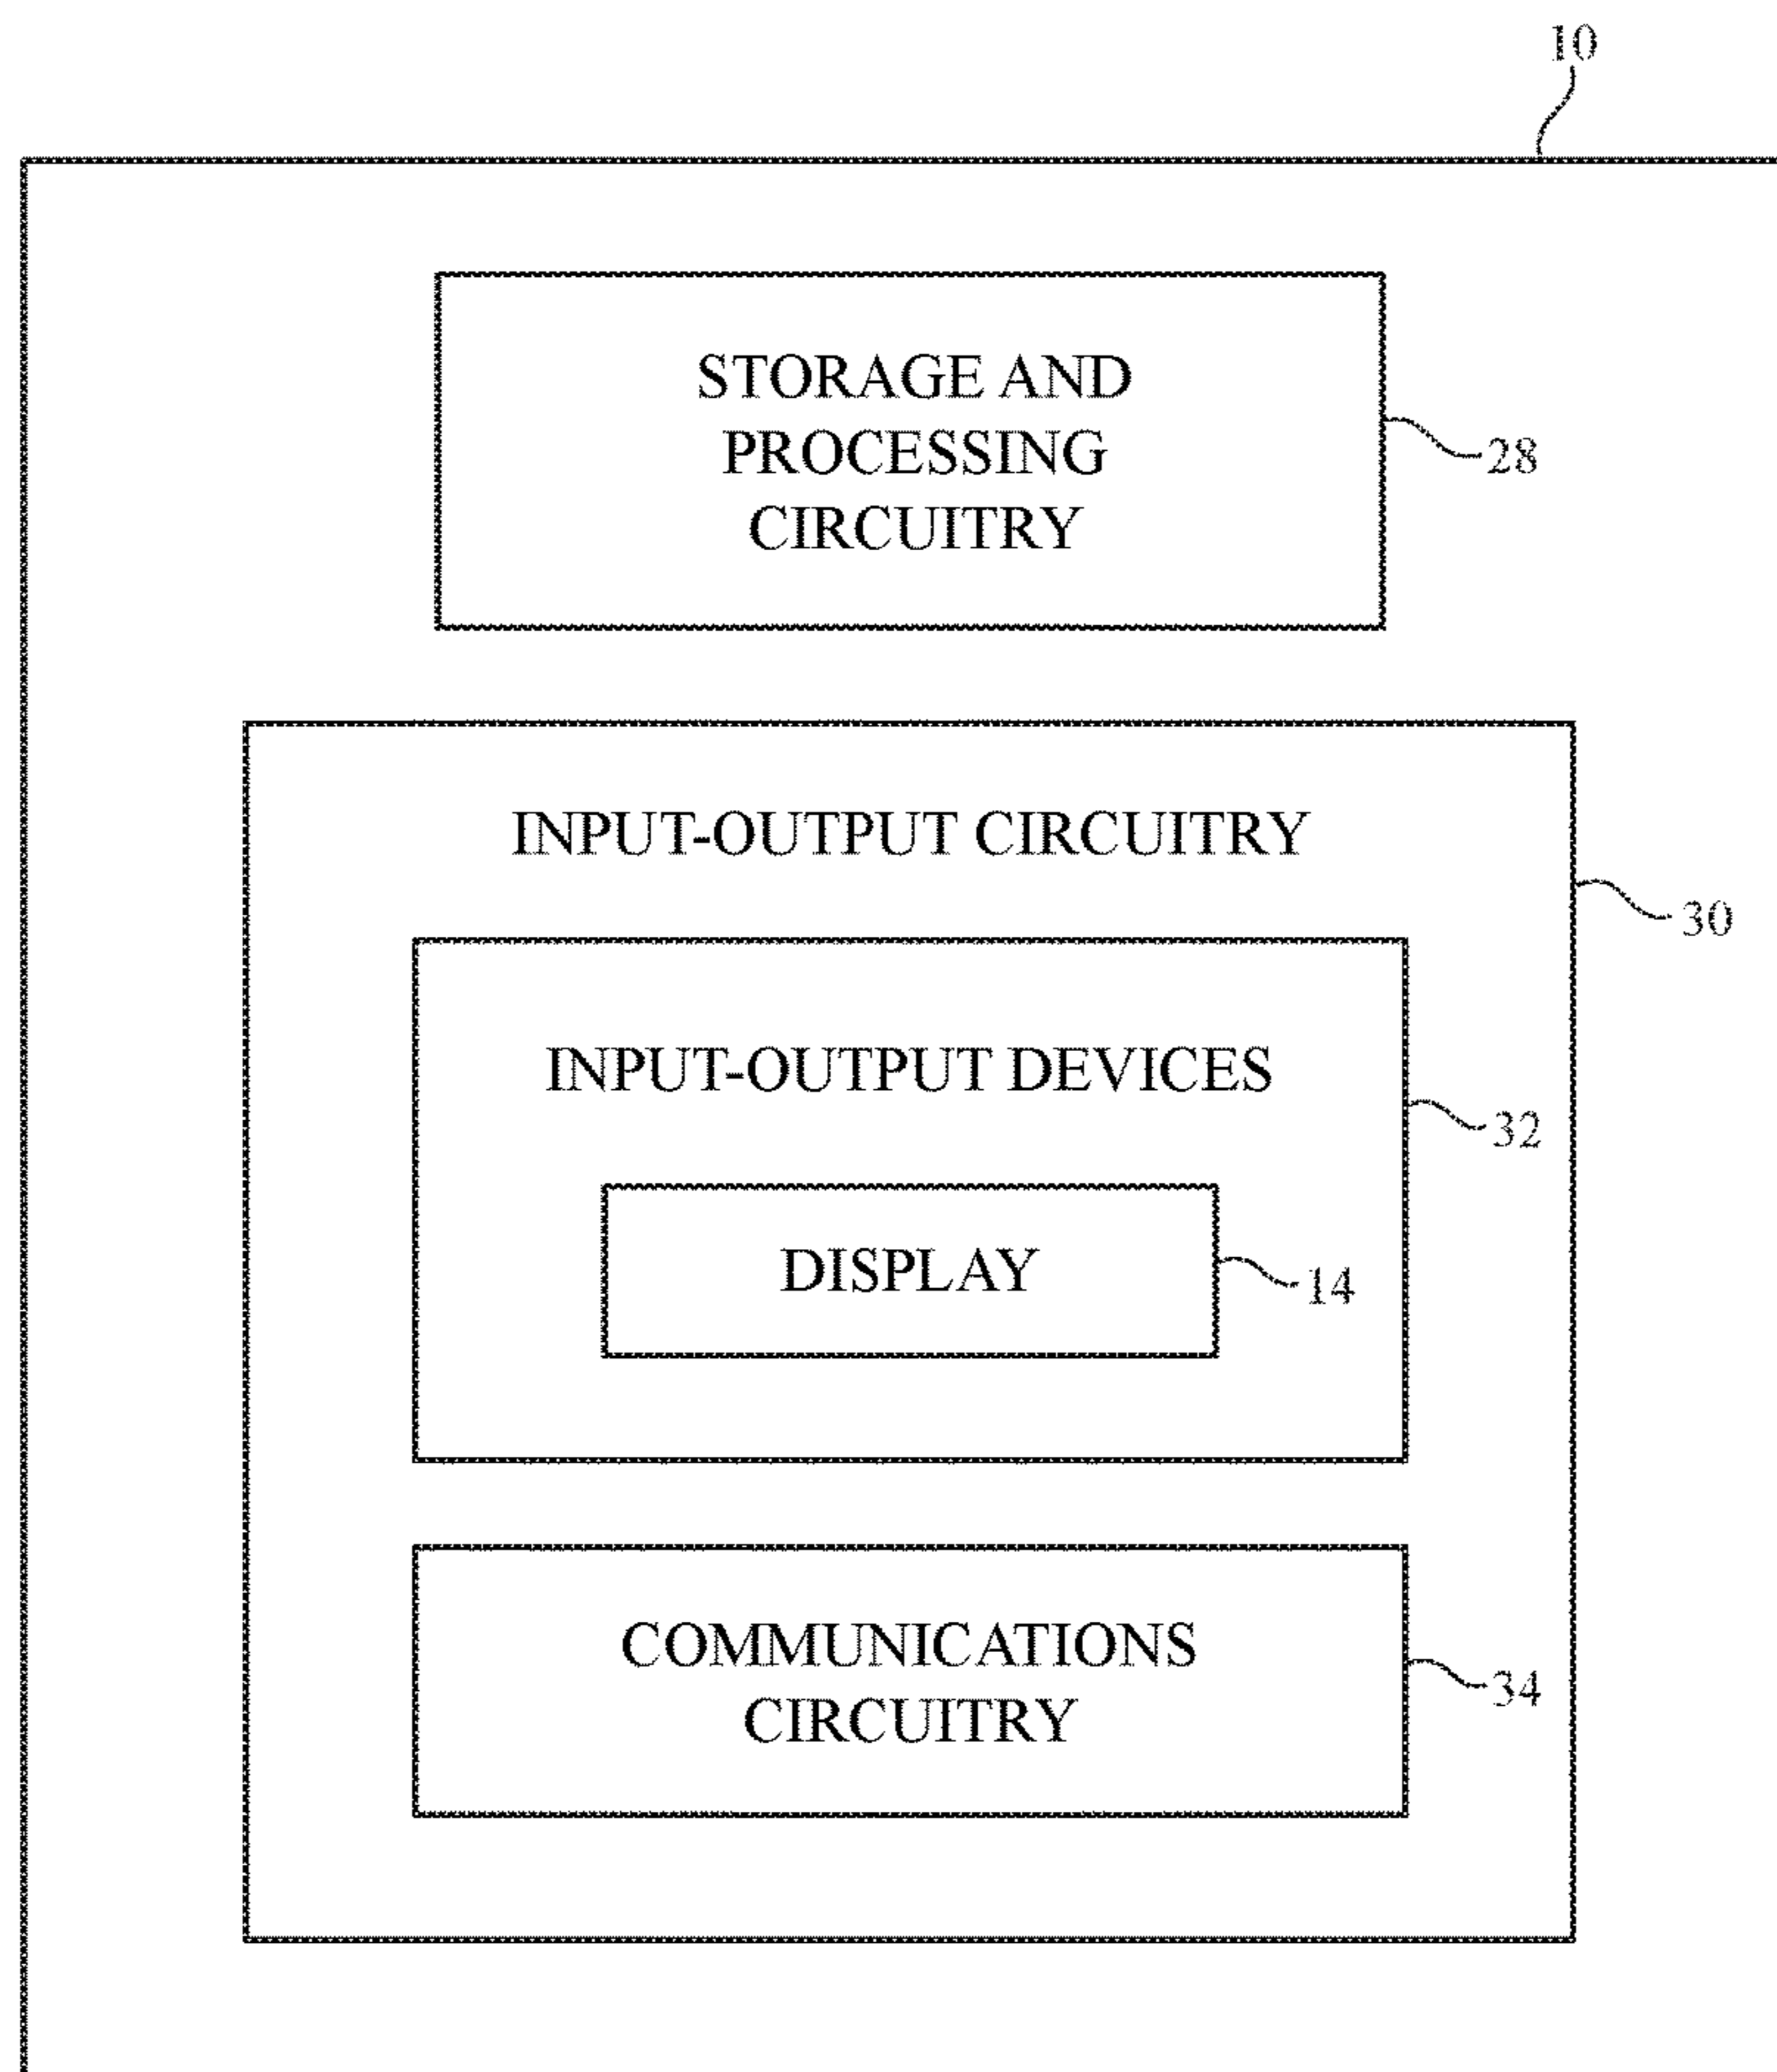 10
STORAGE AND
PROCESSING
CIRCUITRY
28
INPUT-OUTPUT CIRCUITRY
30
INPUT-OUTPUT DEVICES
32
DISPLAY
14
COMMUNICATIONS
CIRCUITRY
34